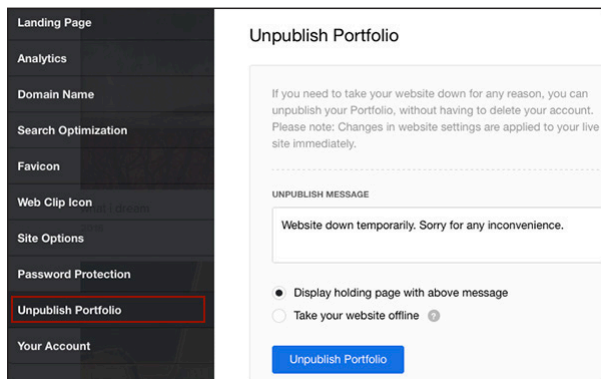 Landing Page
Analytics
Domain Name
Search Optimization
Favicon
Web Clip Icon
what i dream
Site Options
Password Protection
Unpublish Portfolio
Your Account
Unpublish Portfolio
If you need to take your website down for any reason, you can
unpublish your Portfolio, without having to delete your account.
Please note: Changes in website settings are applied to your live
site immediately.
UNPUBLISH MESSAGE
Website down temporarily. Sorry for any inconvenience.
Display holding page with above message
Take your website offline ?
Unpublish Portfolio